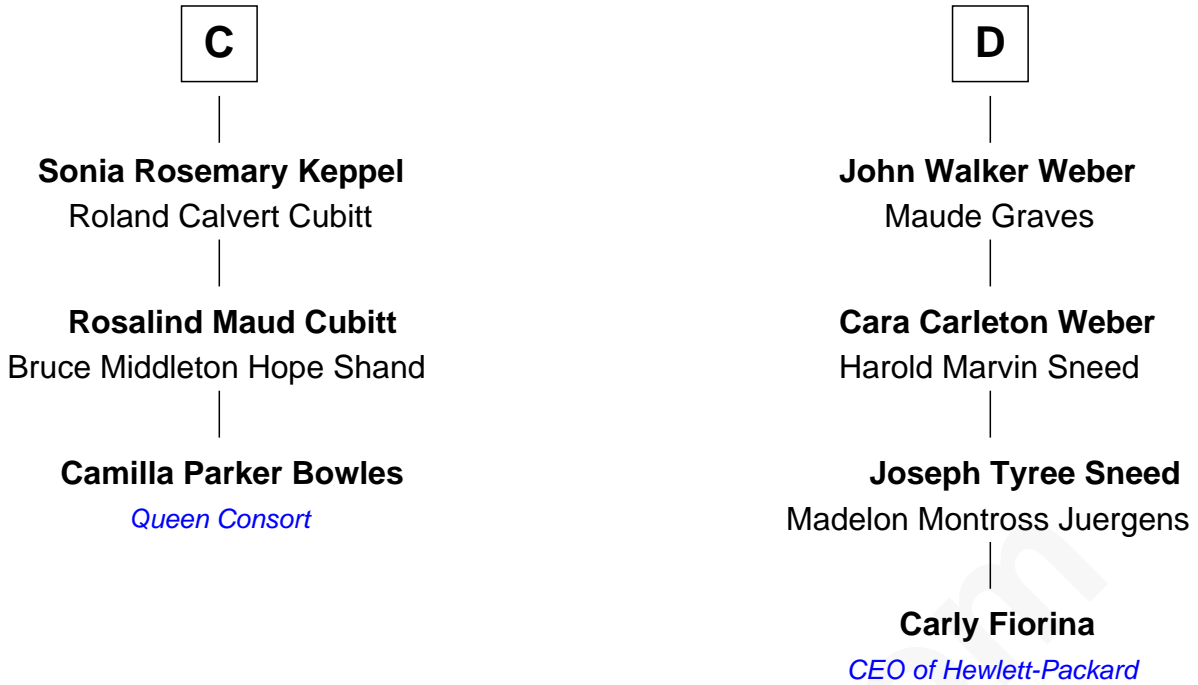 C
Sonia Rosemary Keppel
Roland Calvert Cubitt
Rosalind Maud Cubitt
Bruce Middleton Hope Shand
Camilla Parker Bowles
Queen Consort
D
John Walker Weber
Maude Graves
Cara Carleton Weber
Harold Marvin Sneed
Joseph Tyree Sneed
Madelon Montross Juergens
Carly Fiorina
CEO of Hewlett-Packard